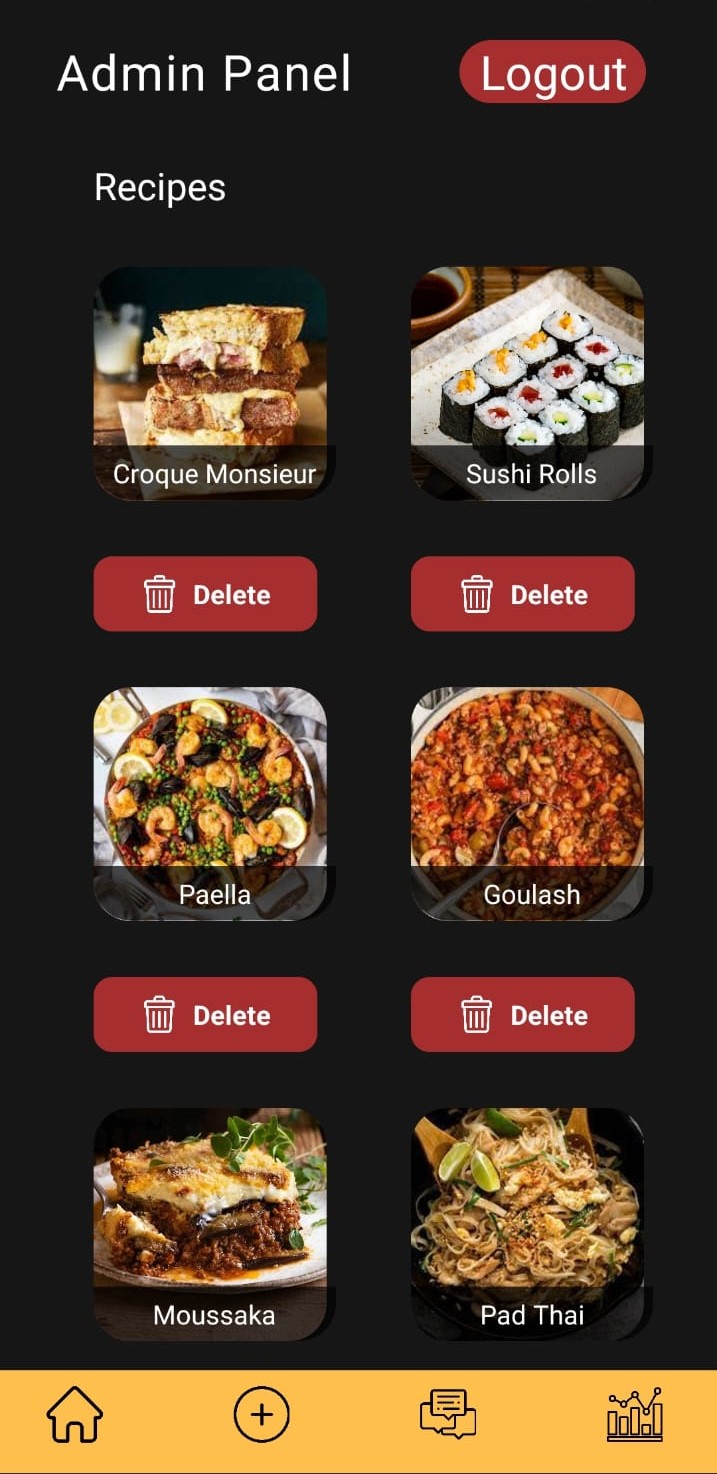 Admin Panel
Logout
Recipes
Croque Monsieur
Sushi Rolls
Delete
Delete
Paella
Goulash
Delete
Delete
Moussaka
Pad Thai